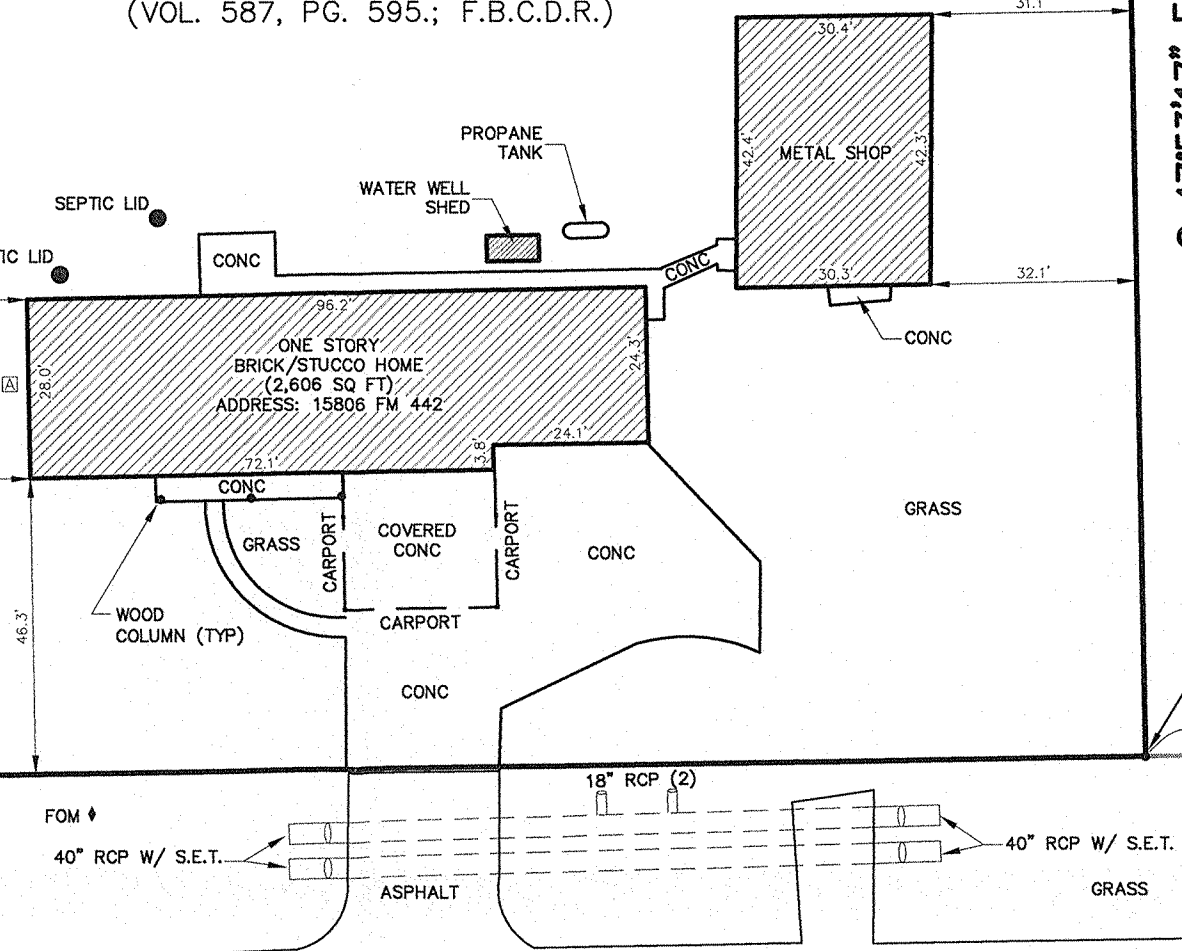 (VOL. 587, PG. 595.; F.B.C.D.R.)
31.1'
30.4'
42.4'
METAL SHOP
42.3'
30.3'
32.1'
CONC
PROPANE
TANK
WATER WELL
SHED
SEPTIC LID
TIC LID
CONC
CONC
96.2'
ONE STORY
BRICK/STUCCO HOME
(2,606 SQ FT)
ADDRESS: 15806 FM 442
28.0'
A
24.3'
24.1'
3.8'
72.1'
CONC
GRASS
CARPORT
COVERED
CONC
CARPORT
CONC
GRASS
CARPORT
WOOD
COLUMN (TYP)
46.3'
CONC
18" RCP (2)
FOM
40" RCP W/ S.E.T.
40" RCP W/ S.E.T.
ASPHALT
GRASS